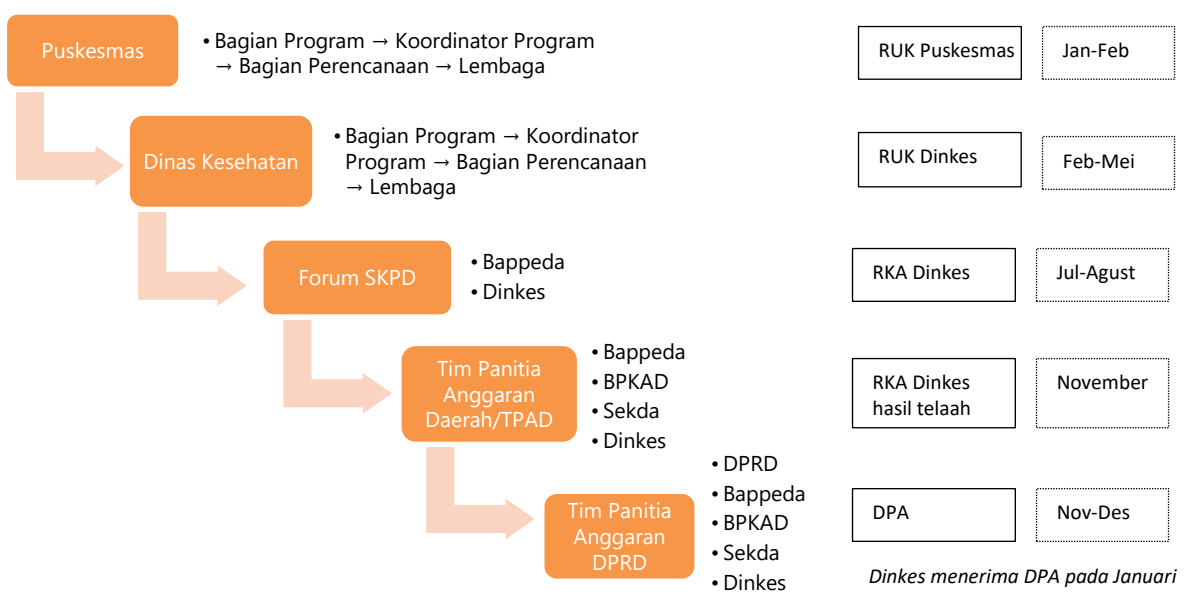 Puskesmas
• Bagian Program → Koordinator Program
→ Bagian Perencanaan → Lembaga
RUK Puskesmas
Jan-Feb
Dinas Kesehatan
• Bagian Program → Koordinator
Program → Bagian Perencanaan
→ Lembaga
RUK Dinkes
Feb-Mei
Forum SKPD
• Bappeda
• Dinkes
RKA Dinkes
Jul-Agust
Tim Panitia
Anggaran
Daerah/TPAD
• Bappeda
• BPKAD
• Sekda
• Dinkes
RKA Dinkes
hasil telaah
November
Tim Panitia
Anggaran
DPRD
• DPRD
• Bappeda
• BPKAD
• Sekda
• Dinkes
DPA
Nov-Des
Dinkes menerima DPA pada Januari